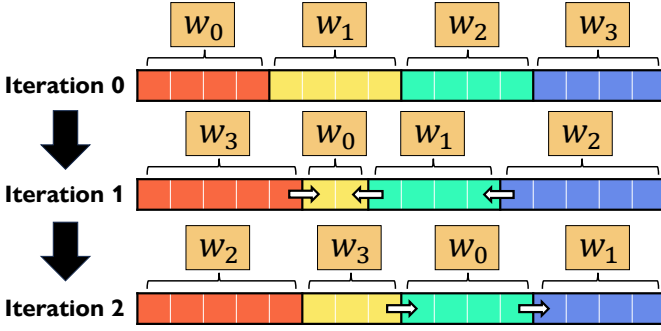 w₀ w₁ w₂ w₃
Iteration 0
w₃ w₀ w₁ w₂
Iteration 1
w₂ w₃ w₀ w₁
Iteration 2